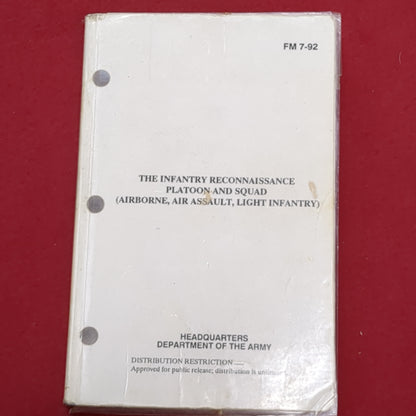 FM 7-92
THE INFANTRY RECONNAISSANCE
PLATOON AND SQUAD
(AIRBORNE, AIR ASSAULT, LIGHT INFANTRY)
HEADQUARTERS
DEPARTMENT OF THE ARMY
DISTRIBUTION RESTRICTION
Approved for public release; distribution is